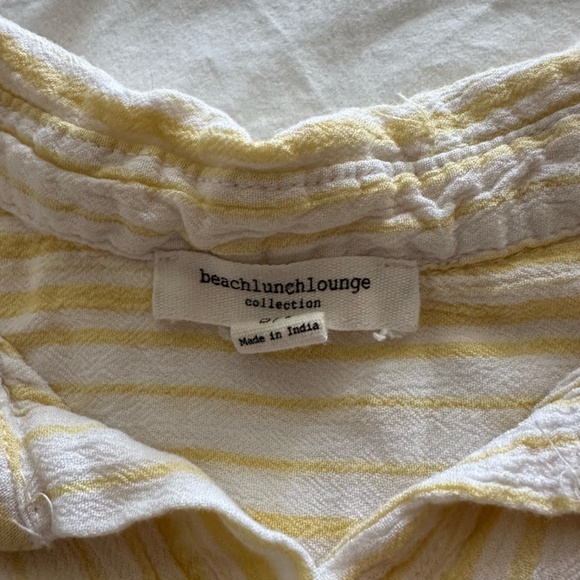 beachlunchlounge
collection
Made in India